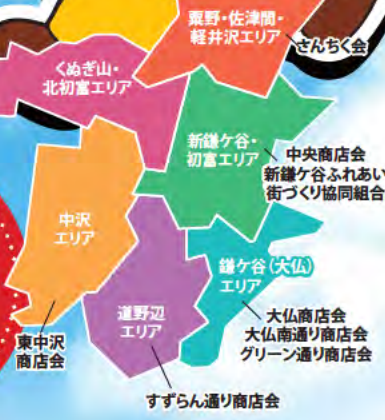 粟野・佐津間・
軽井沢エリア
さんちく会
くぬぎ山・
北初富エリア
新鎌ケ谷・
初富エリア
中央商店会
新鎌ケ谷ふれあい
街づくり協同組合
中沢
エリア
鎌ケ谷（大仏）
エリア
道野辺
エリア
大仏商店会
大仏南通り商店会
グリーン通り商店会
東中沢
商店会
すずらん通り商店会